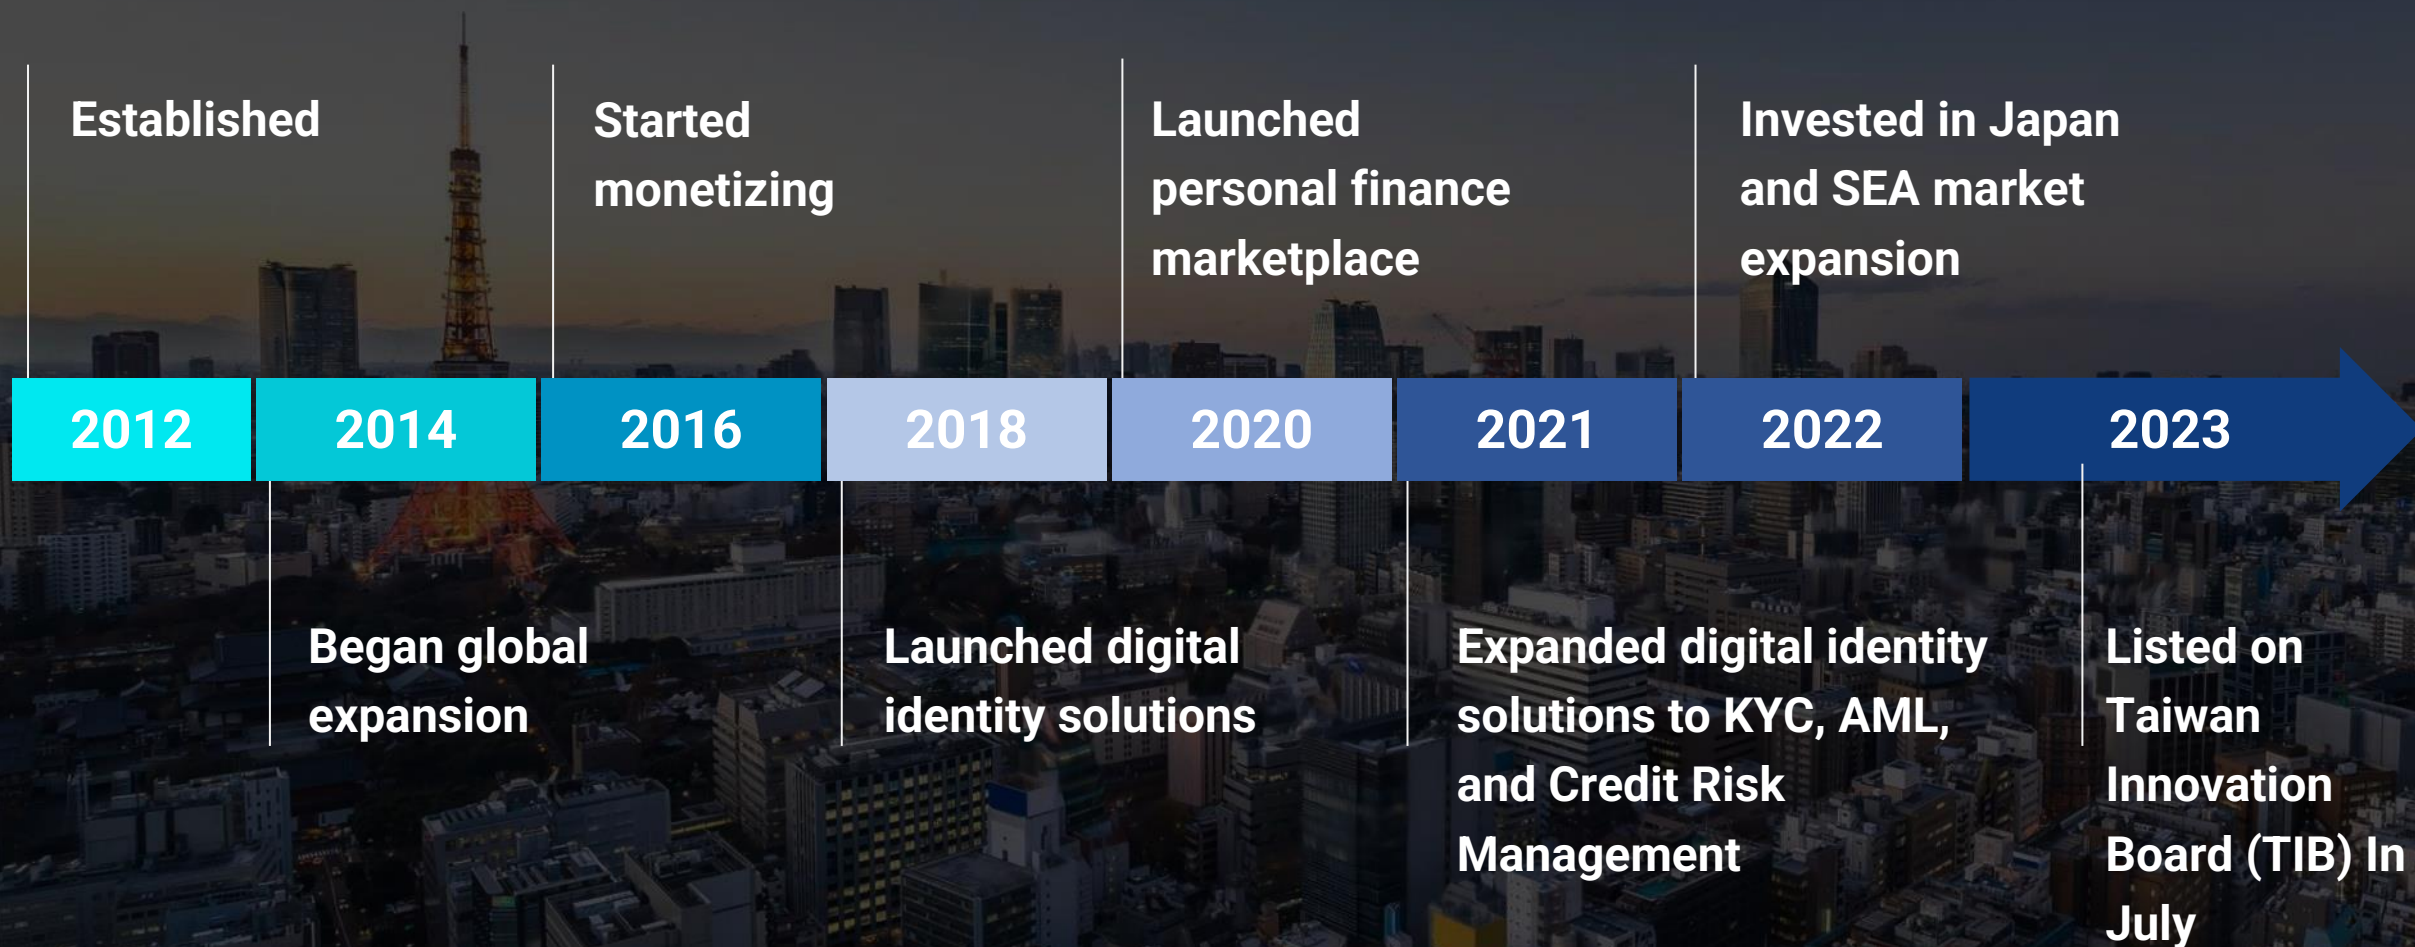 Established
Started
monetizing
Launched
personal finance
marketplace
Invested in Japan
and SEA market
expansion
2012
2014
2016
2018
2020
2021
2022
2023
Began global
expansion
Launched digital
identity solutions
Expanded digital identity
solutions to KYC, AML,
and Credit Risk
Management
Listed on
Taiwan
Innovation
Board (TIB) In
July